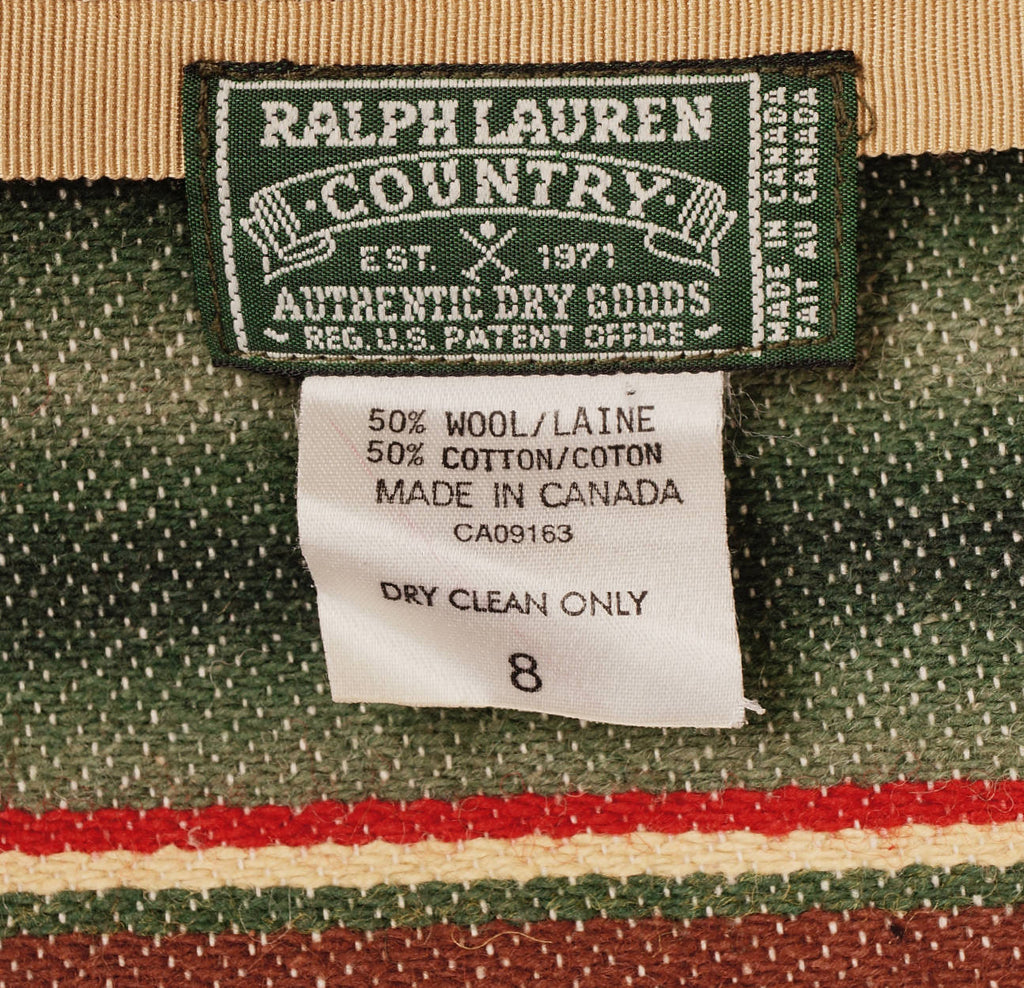 RALPH LAUREN
·COUNTRY·
EST. 1971
AUTHENTIC DRY GOODS
REG. U.S. PATENT OFFICE
MADE IN CANADA
FAIT AU CANADA
50% WOOL/LAINE
50% COTTON/COTON
MADE IN CANADA
CA09163
DRY CLEAN ONLY
8